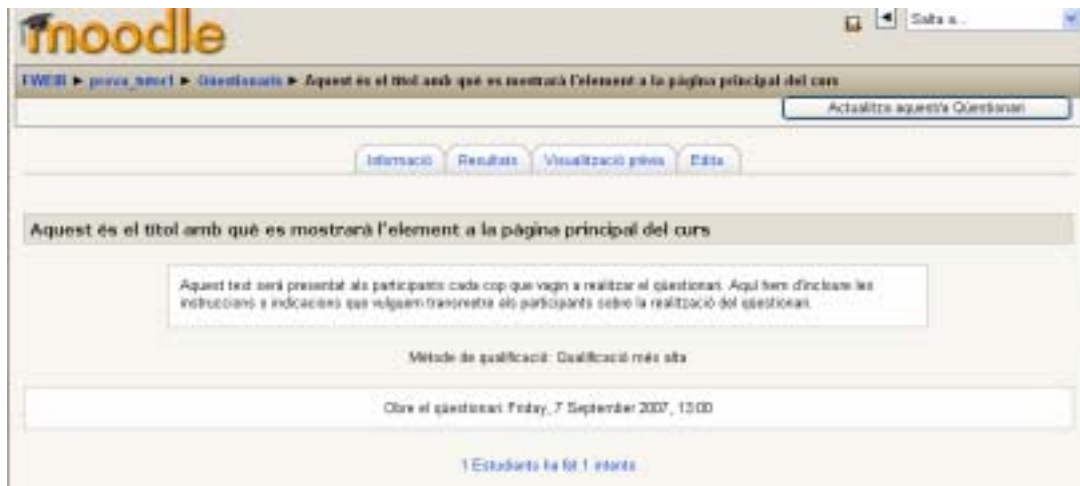 moodle
Salta a...
FWEIB ► prova_tutor1 ► Qüestionaris ► Aquest és el títol amb què es mostrarà l'element a la pàgina principal del curs
Actualitza aquest/a Qüestionari
Informació Resultats Visualització prèvia Edita
Aquest és el títol amb què es mostrarà l'element a la pàgina principal del curs
Aquest text serà presentat als participants cada cop que vagin a realitzar el qüestionari. Aquí hem d'incloure les
instruccions o indicacions que vulguem transmetre als participants sobre la realització del qüestionari.
Mètode de qualificació: Qualificació més alta
Obre el qüestionari: Friday, 7 September 2007, 13:00
1 Estudiants ha fet 1 intents